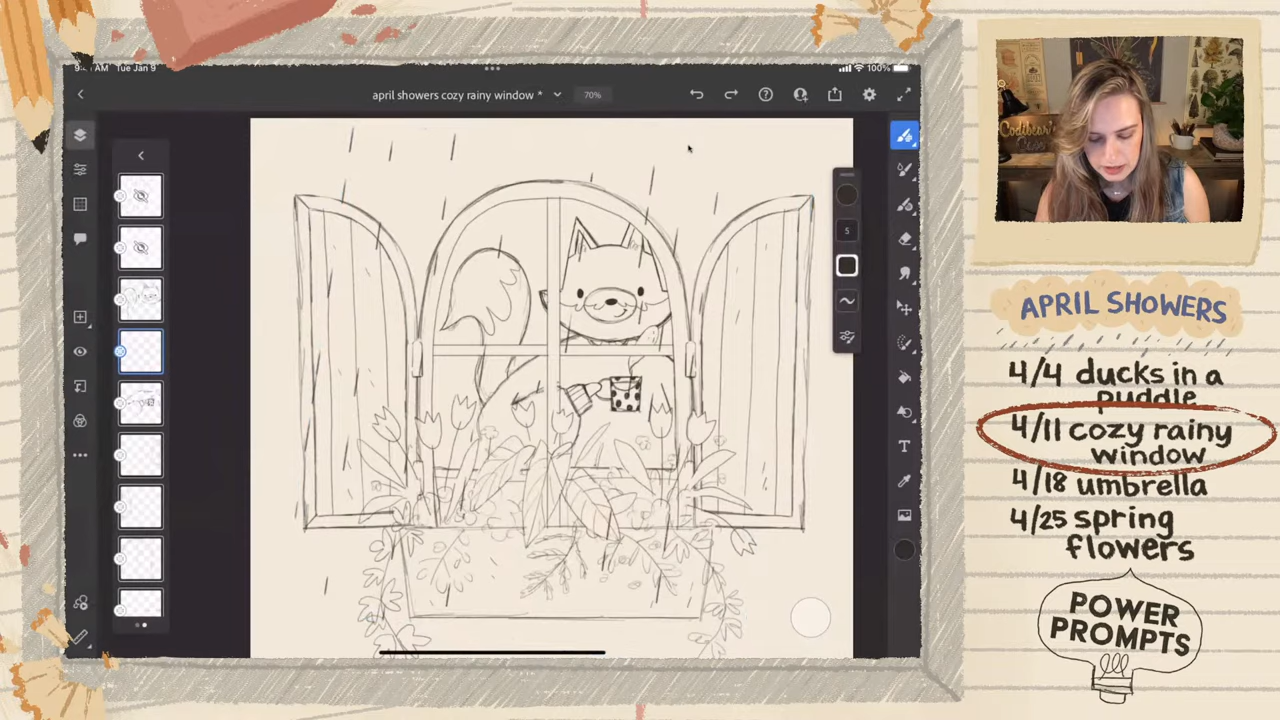 AM Tue Jan 9
100%
april showers cozy rainy window *
70%
5
T
Codibear
APRIL SHOWERS
4/4 ducks in a
puddle
4/11 cozy rainy
window
4/18 umbrella
4/25 spring
flowers
POWER
PROMPTS